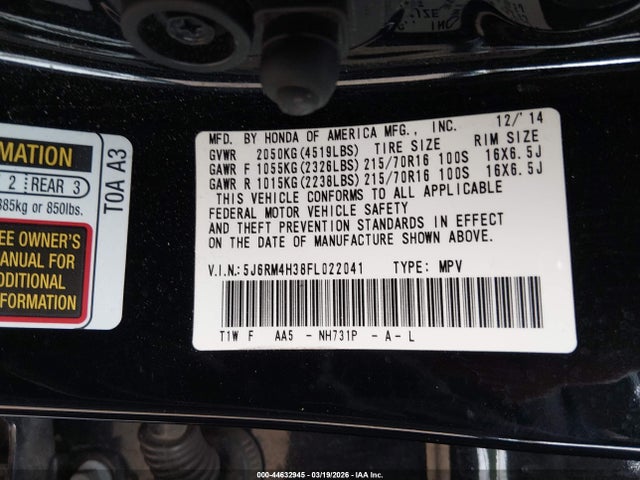 MFD. BY HONDA OF AMERICA MFG., INC. 12/'14
GVWR 2050KG(4519LBS) TIRE SIZE RIM SIZE
GAWR F 1055KG(2326LBS) 215/70R16 100S 16X6.5J
GAWR R 1015KG(2238LBS) 215/70R16 100S 16X6.5J
THIS VEHICLE CONFORMS TO ALL APPLICABLE
FEDERAL MOTOR VEHICLE SAFETY
AND THEFT PREVENTION STANDARDS IN EFFECT
ON THE DATE OF MANUFACTURE SHOWN ABOVE.
V.I.N.: 5J6RM4H38FL022041 TYPE: MPV
T1W F AA5 - NH731P - A - L
MATION
2 REAR 3
385kg or 850lbs.
EE OWNER'S
MANUAL FOR
DDITIONAL
NFORMATION
T0A A3
000-44632945 - 03/19/2026 - IAA Inc.